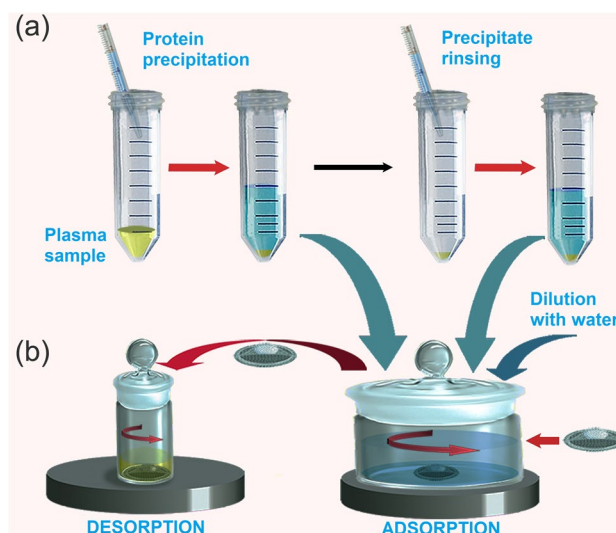 (a)
Protein
precipitation
Precipitate
rinsing
Plasma
sample
Dilution
with water
(b)
DESORPTION
ADSORPTION